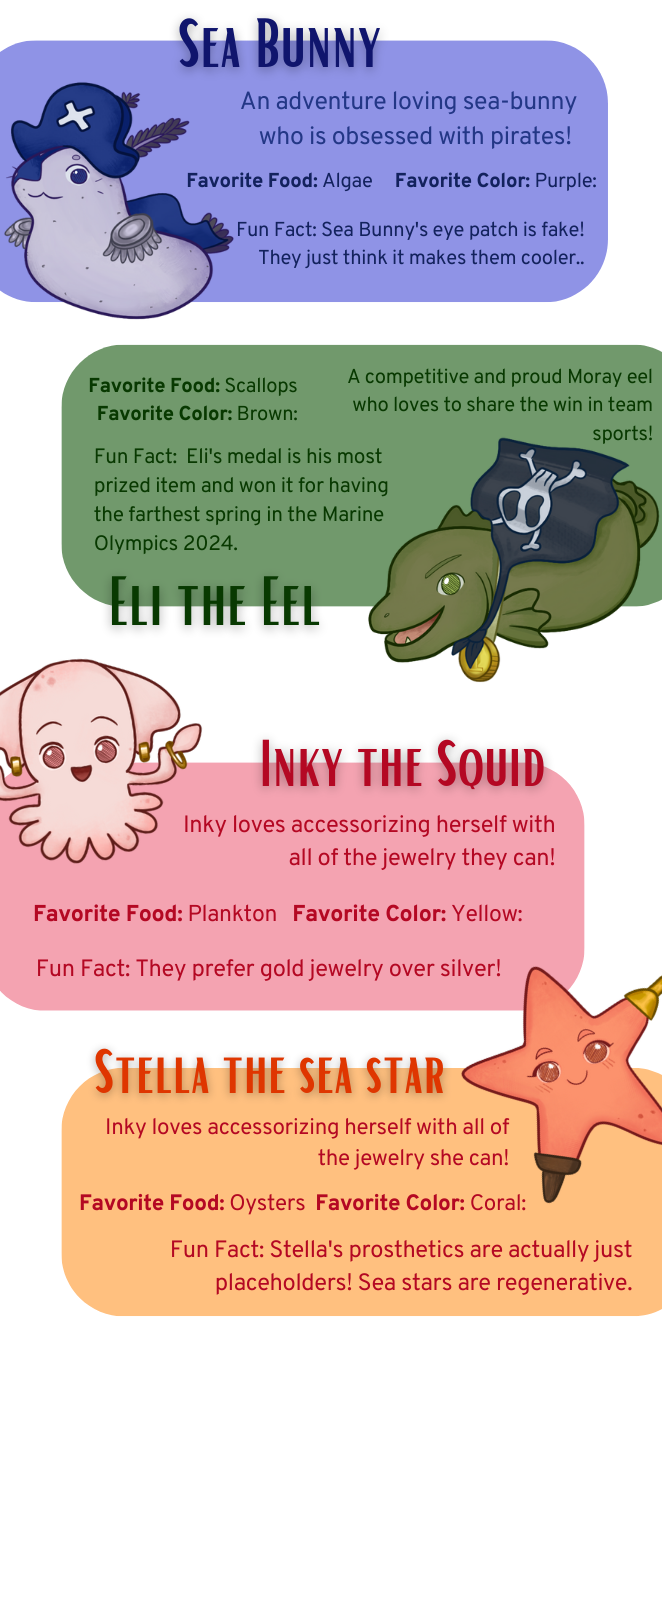 Sea Bunny
An adventure loving sea-bunny
who is obsessed with pirates!
Favorite Food: Algae Favorite Color: Purple:
Fun Fact: Sea Bunny's eye patch is fake!
They just think it makes them cooler..
Favorite Food: Scallops
Favorite Color: Brown:
A competitive and proud Moray eel
who loves to share the win in team
sports!
Fun Fact: Eli's medal is his most
prized item and won it for having
the farthest spring in the Marine
Olympics 2024.
Eli the Eel
Inky the Squid
Inky loves accessorizing herself with
all of the jewelry they can!
Favorite Food: Plankton Favorite Color: Yellow:
Fun Fact: They prefer gold jewelry over silver!
Stella the sea star
Inky loves accessorizing herself with all of
the jewelry she can!
Favorite Food: Oysters Favorite Color: Coral:
Fun Fact: Stella's prosthetics are actually just
placeholders! Sea stars are regenerative.